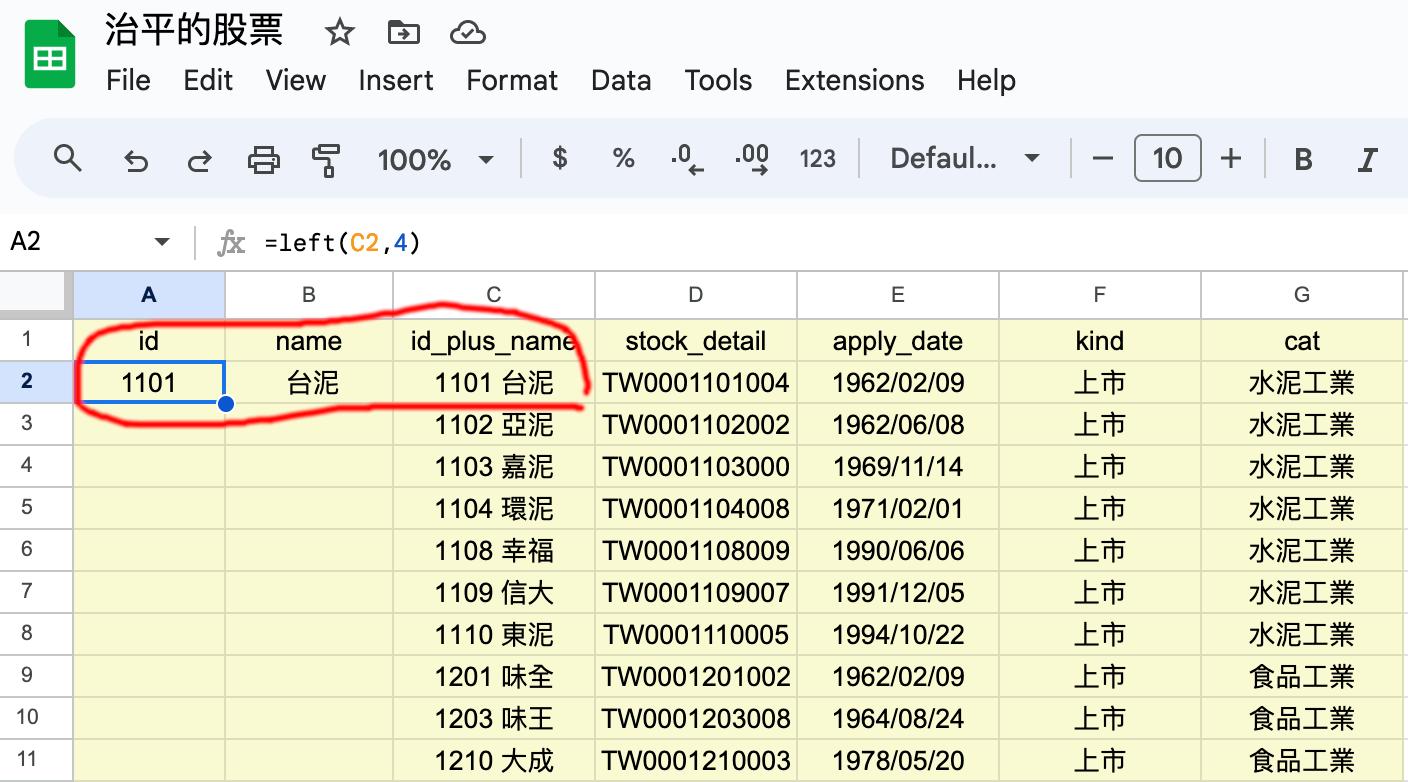 治平的股票
File Edit View Insert Format Data Tools Extensions Help
100% $ % .0 .00 123 Defaul... 10 B I
A2 fx =left(C2,4)
A B C D E F G
1 id name id_plus_name stock_detail apply_date kind cat
2 1101 台泥 1101 台泥 TW0001101004 1962/02/09 上市 水泥工業
3 1102 亞泥 TW0001102002 1962/06/08 上市 水泥工業
4 1103 嘉泥 TW0001103000 1969/11/14 上市 水泥工業
5 1104 環泥 TW0001104008 1971/02/01 上市 水泥工業
6 1108 幸福 TW0001108009 1990/06/06 上市 水泥工業
7 1109 信大 TW0001109007 1991/12/05 上市 水泥工業
8 1110 東泥 TW0001110005 1994/10/22 上市 水泥工業
9 1201 味全 TW0001201002 1962/02/09 上市 食品工業
10 1203 味王 TW0001203008 1964/08/24 上市 食品工業
11 1210 大成 TW0001210003 1978/05/20 上市 食品工業